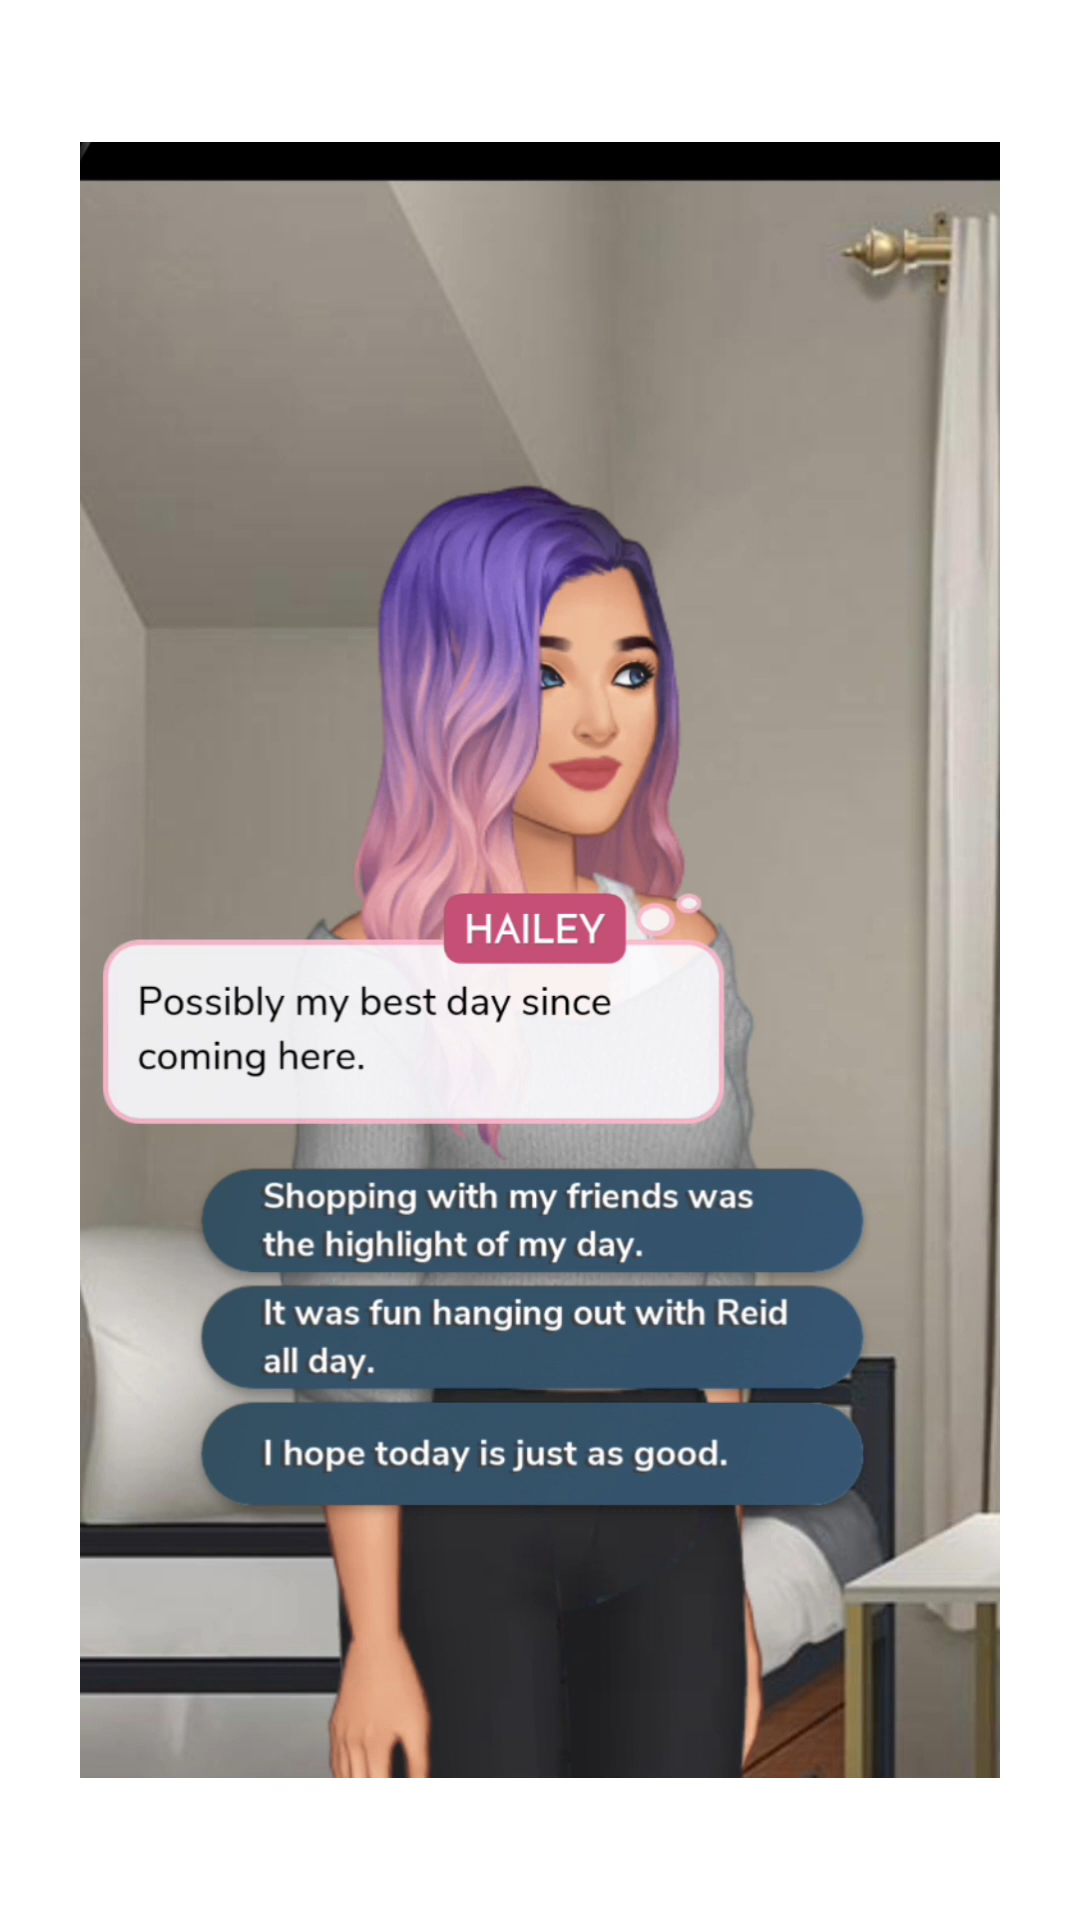 HAILEY
Possibly my best day since
coming here.
Shopping with my friends was
the highlight of my day.
It was fun hanging out with Reid
all day.
I hope today is just as good.